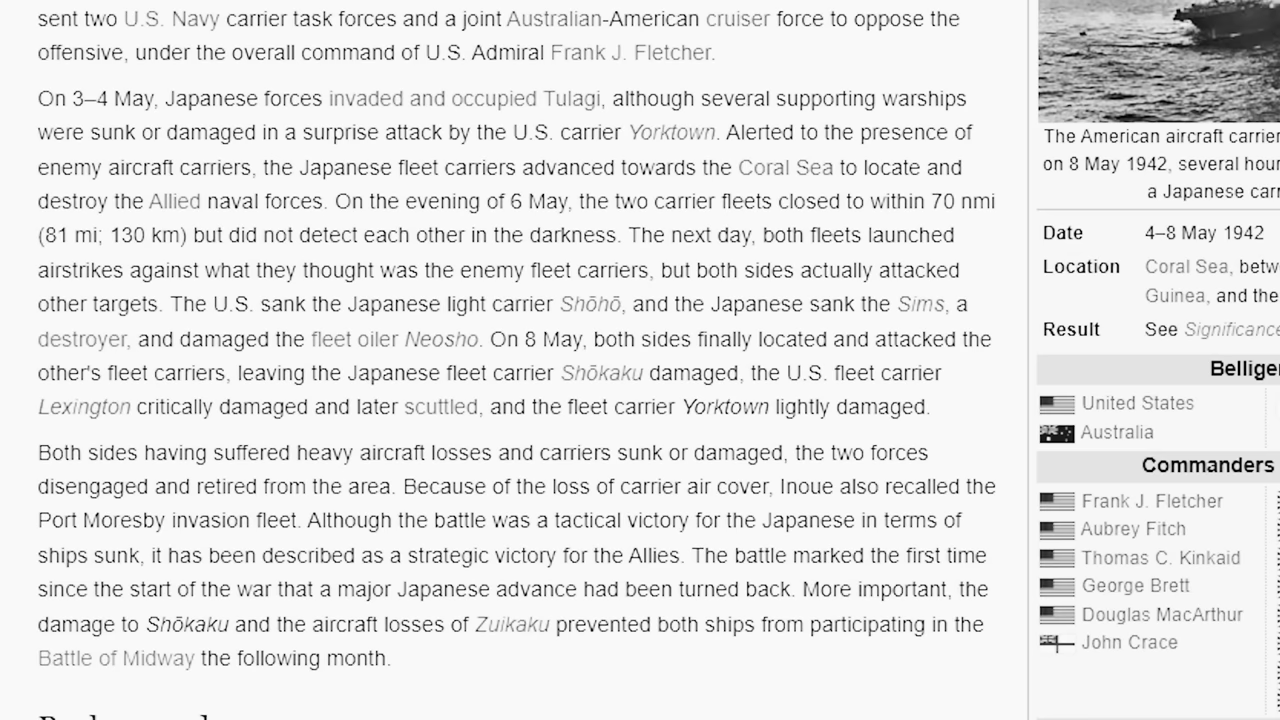 sent two U.S. Navy carrier task forces and a joint Australian-American cruiser force to oppose the
offensive, under the overall command of U.S. Admiral Frank J. Fletcher.
On 3–4 May, Japanese forces invaded and occupied Tulagi, although several supporting warships
were sunk or damaged in a surprise attack by the U.S. carrier Yorktown. Alerted to the presence of
enemy aircraft carriers, the Japanese fleet carriers advanced towards the Coral Sea to locate and
destroy the Allied naval forces. On the evening of 6 May, the two carrier fleets closed to within 70 nmi
(81 mi; 130 km) but did not detect each other in the darkness. The next day, both fleets launched
airstrikes against what they thought was the enemy fleet carriers, but both sides actually attacked
other targets. The U.S. sank the Japanese light carrier Shōhō, and the Japanese sank the Sims, a
destroyer, and damaged the fleet oiler Neosho. On 8 May, both sides finally located and attacked the
other's fleet carriers, leaving the Japanese fleet carrier Shōkaku damaged, the U.S. fleet carrier
Lexington critically damaged and later scuttled, and the fleet carrier Yorktown lightly damaged.
Both sides having suffered heavy aircraft losses and carriers sunk or damaged, the two forces
disengaged and retired from the area. Because of the loss of carrier air cover, Inoue also recalled the
Port Moresby invasion fleet. Although the battle was a tactical victory for the Japanese in terms of
ships sunk, it has been described as a strategic victory for the Allies. The battle marked the first time
since the start of the war that a major Japanese advance had been turned back. More important, the
damage to Shōkaku and the aircraft losses of Zuikaku prevented both ships from participating in the
Battle of Midway the following month.
The American aircraft carrier
on 8 May 1942, several hour
a Japanese carr
Date 4–8 May 1942
Location Coral Sea, betw
Guinea, and the
Result See Significance
Bellige
United States
Australia
Commanders
Frank J. Fletcher
Aubrey Fitch
Thomas C. Kinkaid
George Brett
Douglas MacArthur
John Crace